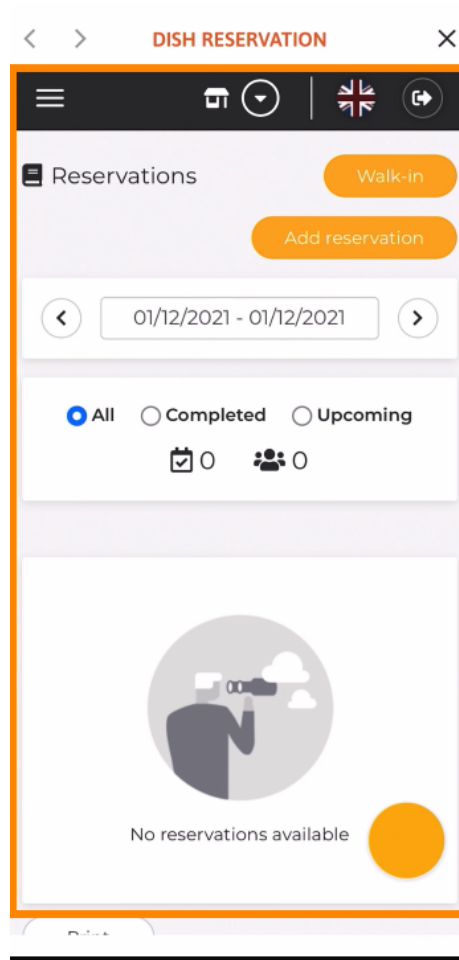 DISH RESERVATION
Reservations
Walk-in
Add reservation
01/12/2021 - 01/12/2021
All Completed Upcoming
0 0
No reservations available
Print